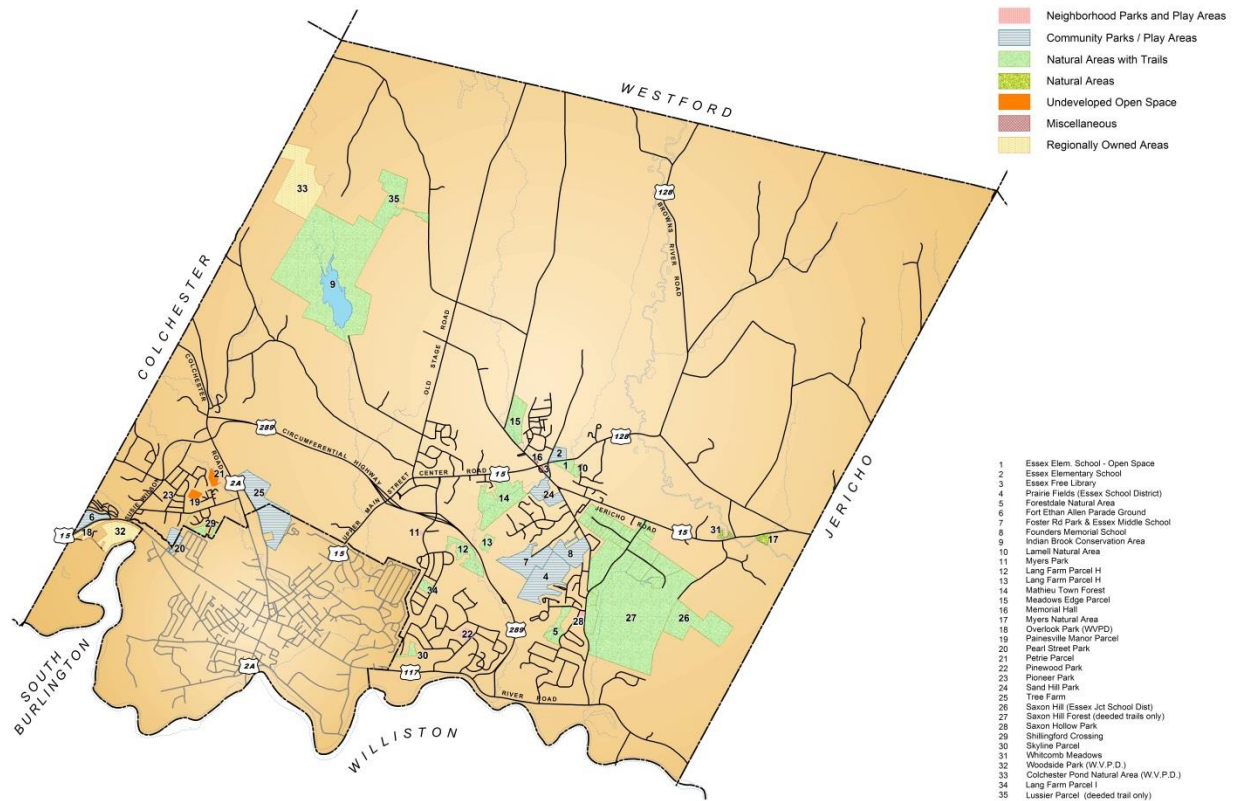 Neighborhood Parks and Play Areas
Community Parks / Play Areas
Natural Areas with Trails
Natural Areas
Undeveloped Open Space
Miscellaneous
Regionally Owned Areas
WESTFORD
128
BROWNS RIVER ROAD
33
35
9
COLCHESTER
OLD STAGE ROAD
COLCHESTER
ROAD
289
CIRCUMFERENTIAL HIGHWAY
15
128
16
2
3
1
10
CENTER ROAD
15
24
JERICHO
21
2A
25
23
19
SUSIE WILSON
UPPER MAIN STREET
14
JERICHO ROAD
15
31
17
6
29
15
18
32
20
15
11
12
13
7
8
4
34
27
26
22
289
28
5
30
2A
117
RIVER ROAD
SOUTH
BURLINGTON
WILLISTON
1 Essex Elem. School - Open Space
2 Essex Elementary School
3 Essex Free Library
4 Prairie Fields (Essex School District)
5 Forestdale Natural Area
6 Fort Ethan Allen Parade Ground
7 Foster Rd Park & Essex Middle School
8 Founders Memorial School
9 Indian Brook Conservation Area
10 Lamell Natural Area
11 Myers Park
12 Lang Farm Parcel H
13 Lang Farm Parcel H
14 Mathieu Town Forest
15 Meadows Edge Parcel
16 Memorial Hall
17 Myers Natural Area
18 Overlook Park (WVPD)
19 Painesville Manor Parcel
20 Pearl Street Park
21 Petrie Parcel
22 Pinewood Park
23 Pioneer Park
24 Sand Hill Park
25 Tree Farm
26 Saxon Hill (Essex Jct School Dist)
27 Saxon Hill Forest (deeded trails only)
28 Saxon Hollow Park
29 Shillingford Crossing
30 Skyline Parcel
31 Whitcomb Meadows
32 Woodside Park (W.V.P.D.)
33 Colchester Pond Natural Area (W.V.P.D.)
34 Lang Farm Parcel I
35 Lussier Parcel (deeded trail only)